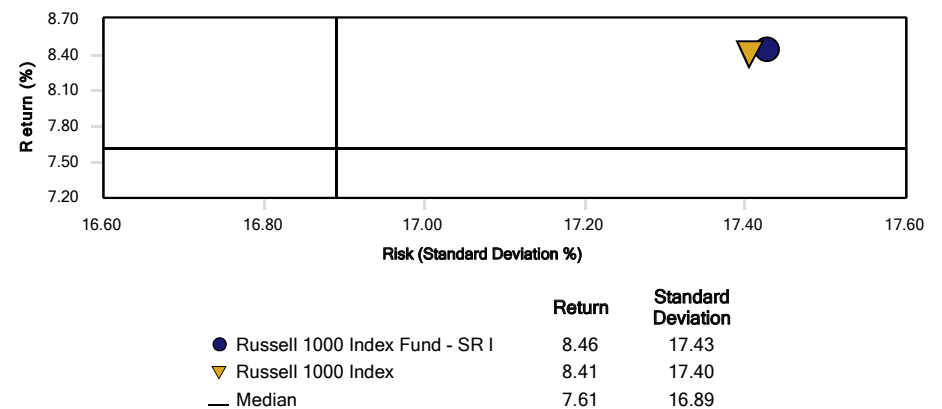 8.70
8.40
8.10
7.80
7.50
7.20
Return (%)
16.60 16.80 17.00 17.20 17.40 17.60
Risk (Standard Deviation %)
Return Standard Deviation
Russell 1000 Index Fund - SR I 8.46 17.43
Russell 1000 Index 8.41 17.40
Median 7.61 16.89